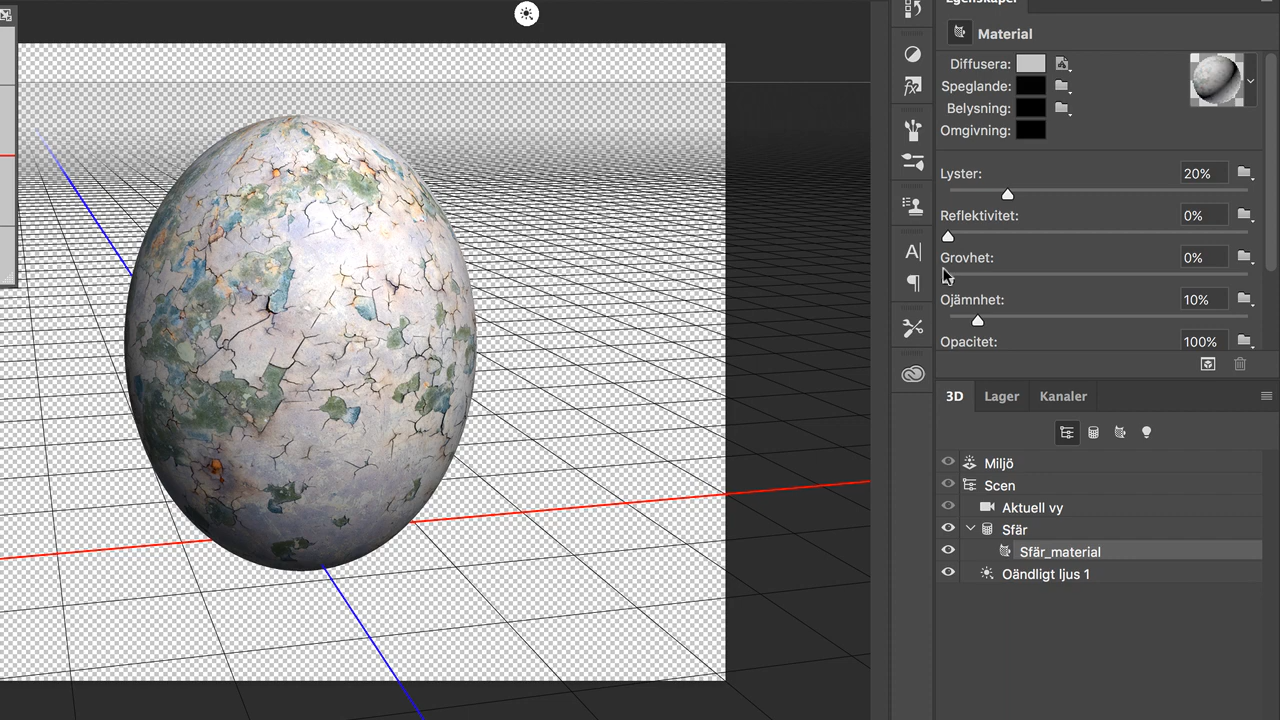 Egenskaper
Material
Diffusera:
Speglande:
Belysning:
Omgivning:
Lyster: 20%
Reflektivitet: 0%
Grovhet: 0%
Ojämnhet: 10%
Opacitet: 100%
3D Lager Kanaler
Miljö
Scen
Aktuell vy
Sfär
Sfär_material
Oändligt ljus 1